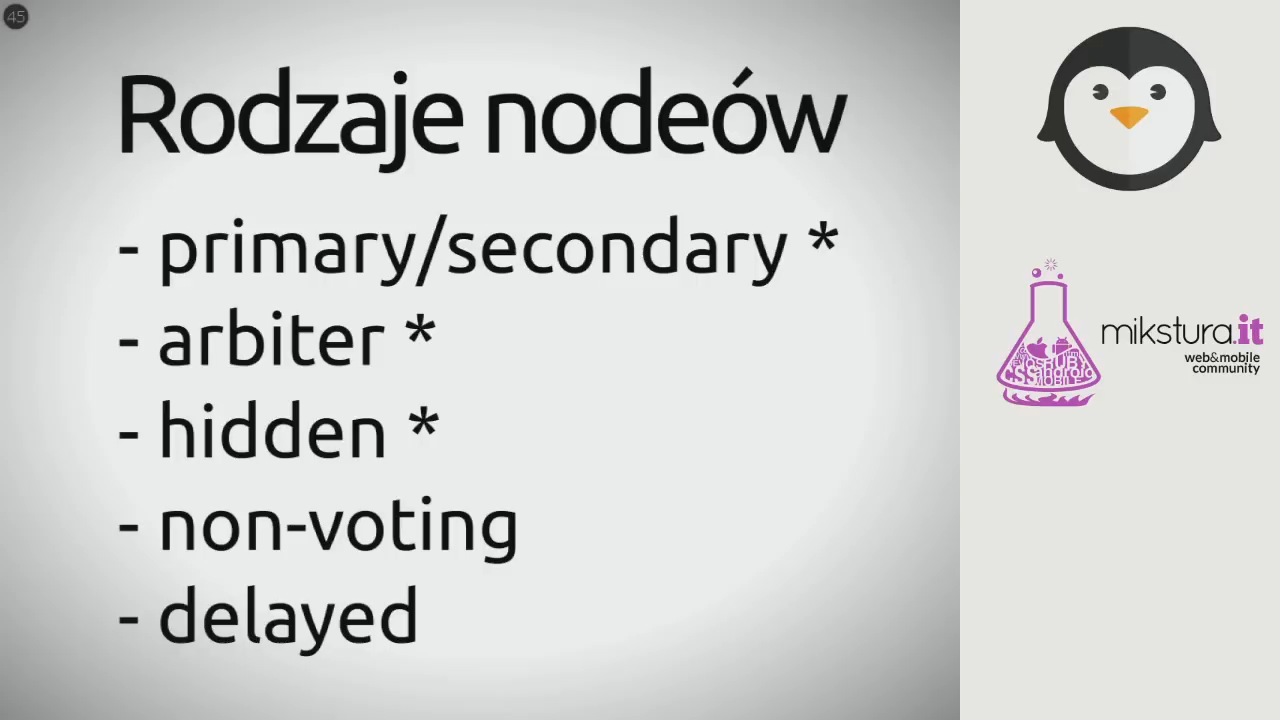 45
Rodzaje nodeów
- primary/secondary *
- arbiter *
- hidden *
- non-voting
- delayed
mikstura.it
web&mobile
community